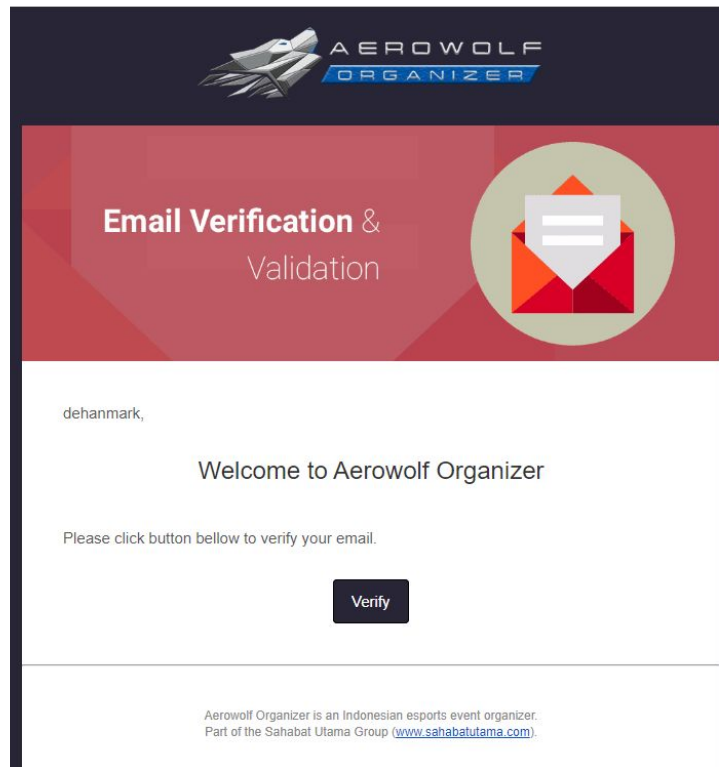 AEROWOLF
ORGANIZER
Email Verification &
Validation
dehanmark,
Welcome to Aerowolf Organizer
Please click button bellow to verify your email.
Verify
Aerowolf Organizer is an Indonesian esports event organizer.
Part of the Sahabat Utama Group (www.sahabatutama.com).